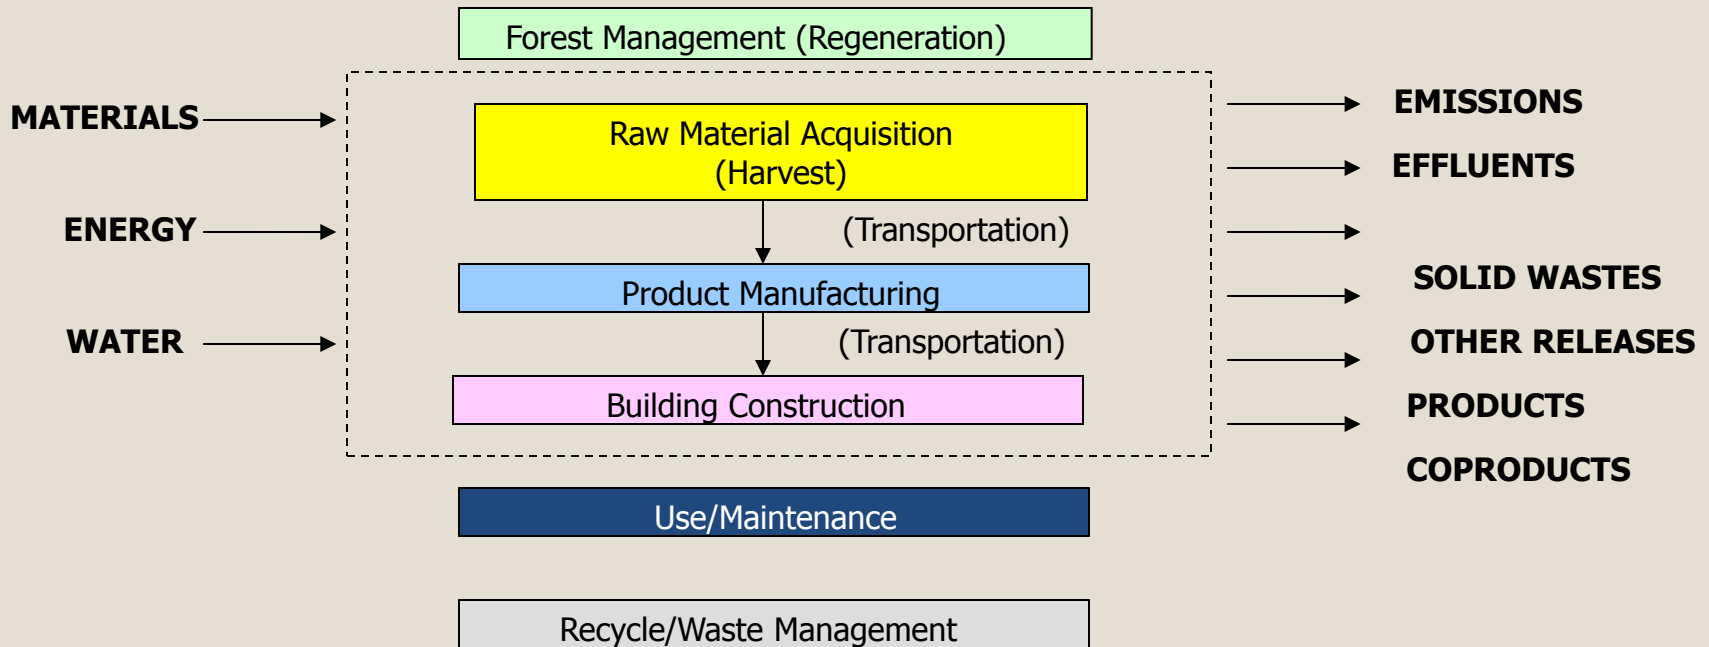 Forest Management (Regeneration)
MATERIALS
ENERGY
WATER
Raw Material Acquisition
(Harvest)
(Transportation)
Product Manufacturing
(Transportation)
Building Construction
Use/Maintenance
Recycle/Waste Management
EMISSIONS
EFFLUENTS
SOLID WASTES
OTHER RELEASES
PRODUCTS
COPRODUCTS